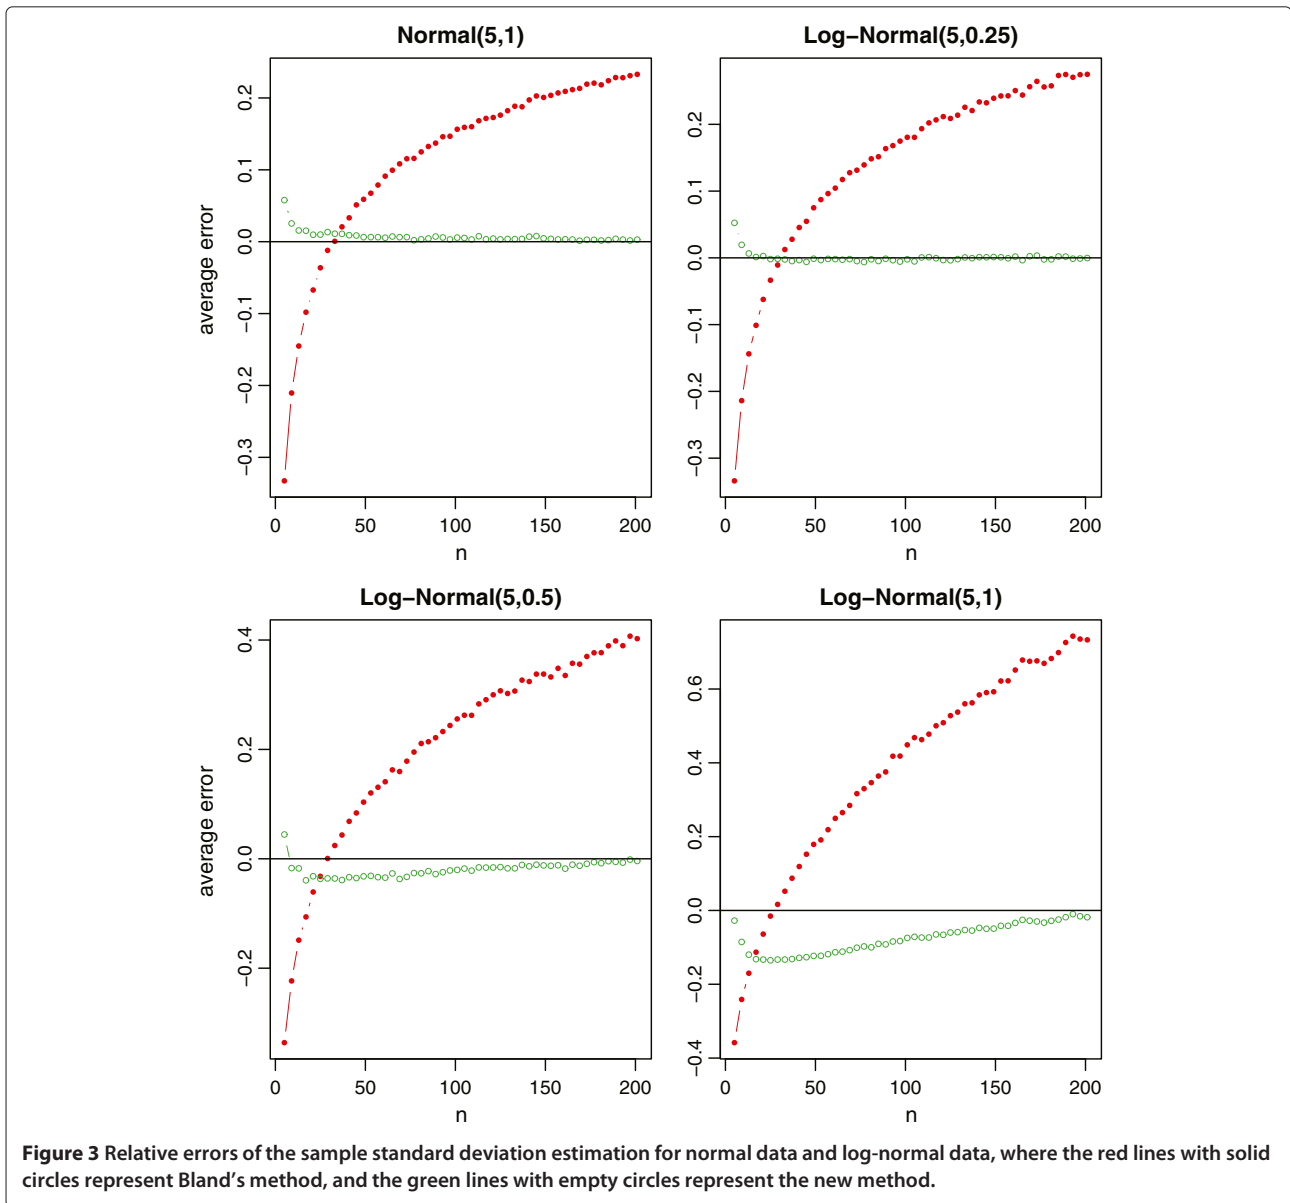 Normal(5,1)
average error
0.2
0.1
0.0
−0.1
−0.2
−0.3
0 50 100 150 200
n
Log−Normal(5,0.25)
0.2
0.1
0.0
−0.1
−0.2
−0.3
0 50 100 150 200
n
Log−Normal(5,0.5)
average error
0.4
0.2
0.0
−0.2
0 50 100 150 200
n
Log−Normal(5,1)
0.6
0.4
0.2
0.0
−0.2
−0.4
0 50 100 150 200
n
Figure 3 Relative errors of the sample standard deviation estimation for normal data and log-normal data, where the red lines with solid
circles represent Bland’s method, and the green lines with empty circles represent the new method.